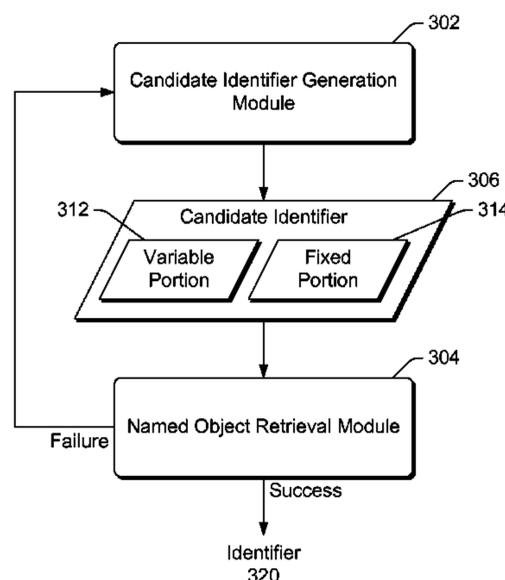 302
Candidate Identifier Generation
Module
306
312
Candidate Identifier
314
Variable
Portion
Fixed
Portion
304
Named Object Retrieval Module
Failure
Success
Identifier
320